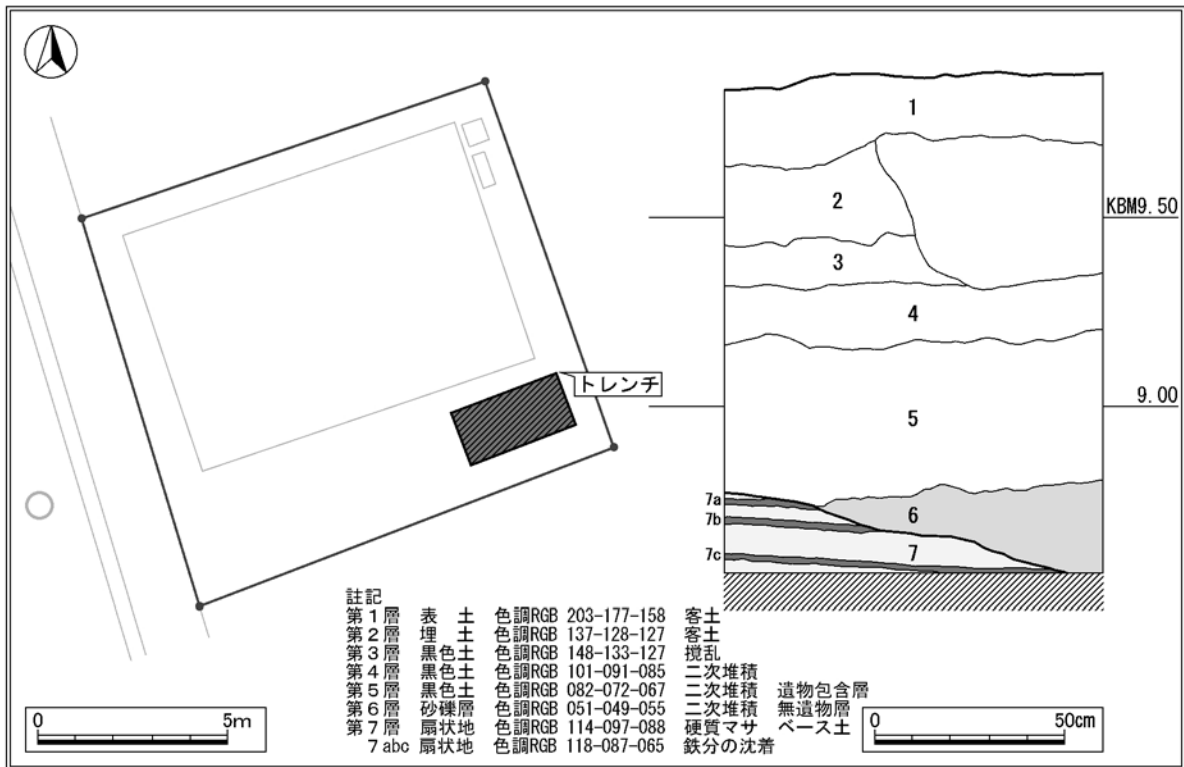 1
KBM9.50
2
3
4
トレンチ
9.00
5
7a
7b
6
7c
7
註記
第1層 表 土 色調RGB 203-177-158 客土
第2層 埋 土 色調RGB 137-128-127 客土
第3層 黒色土 色調RGB 148-133-127 撹乱
第4層 黒色土 色調RGB 101-091-085 二次堆積
第5層 黒色土 色調RGB 082-072-067 二次堆積 遺物包含層
第6層 砂礫層 色調RGB 051-049-055 二次堆積 無遺物層
第7層 扇状地 色調RGB 114-097-088 硬質マサ ベース土
7abc 扇状地 色調RGB 118-087-065 鉄分の沈着
0 5m
0 50cm